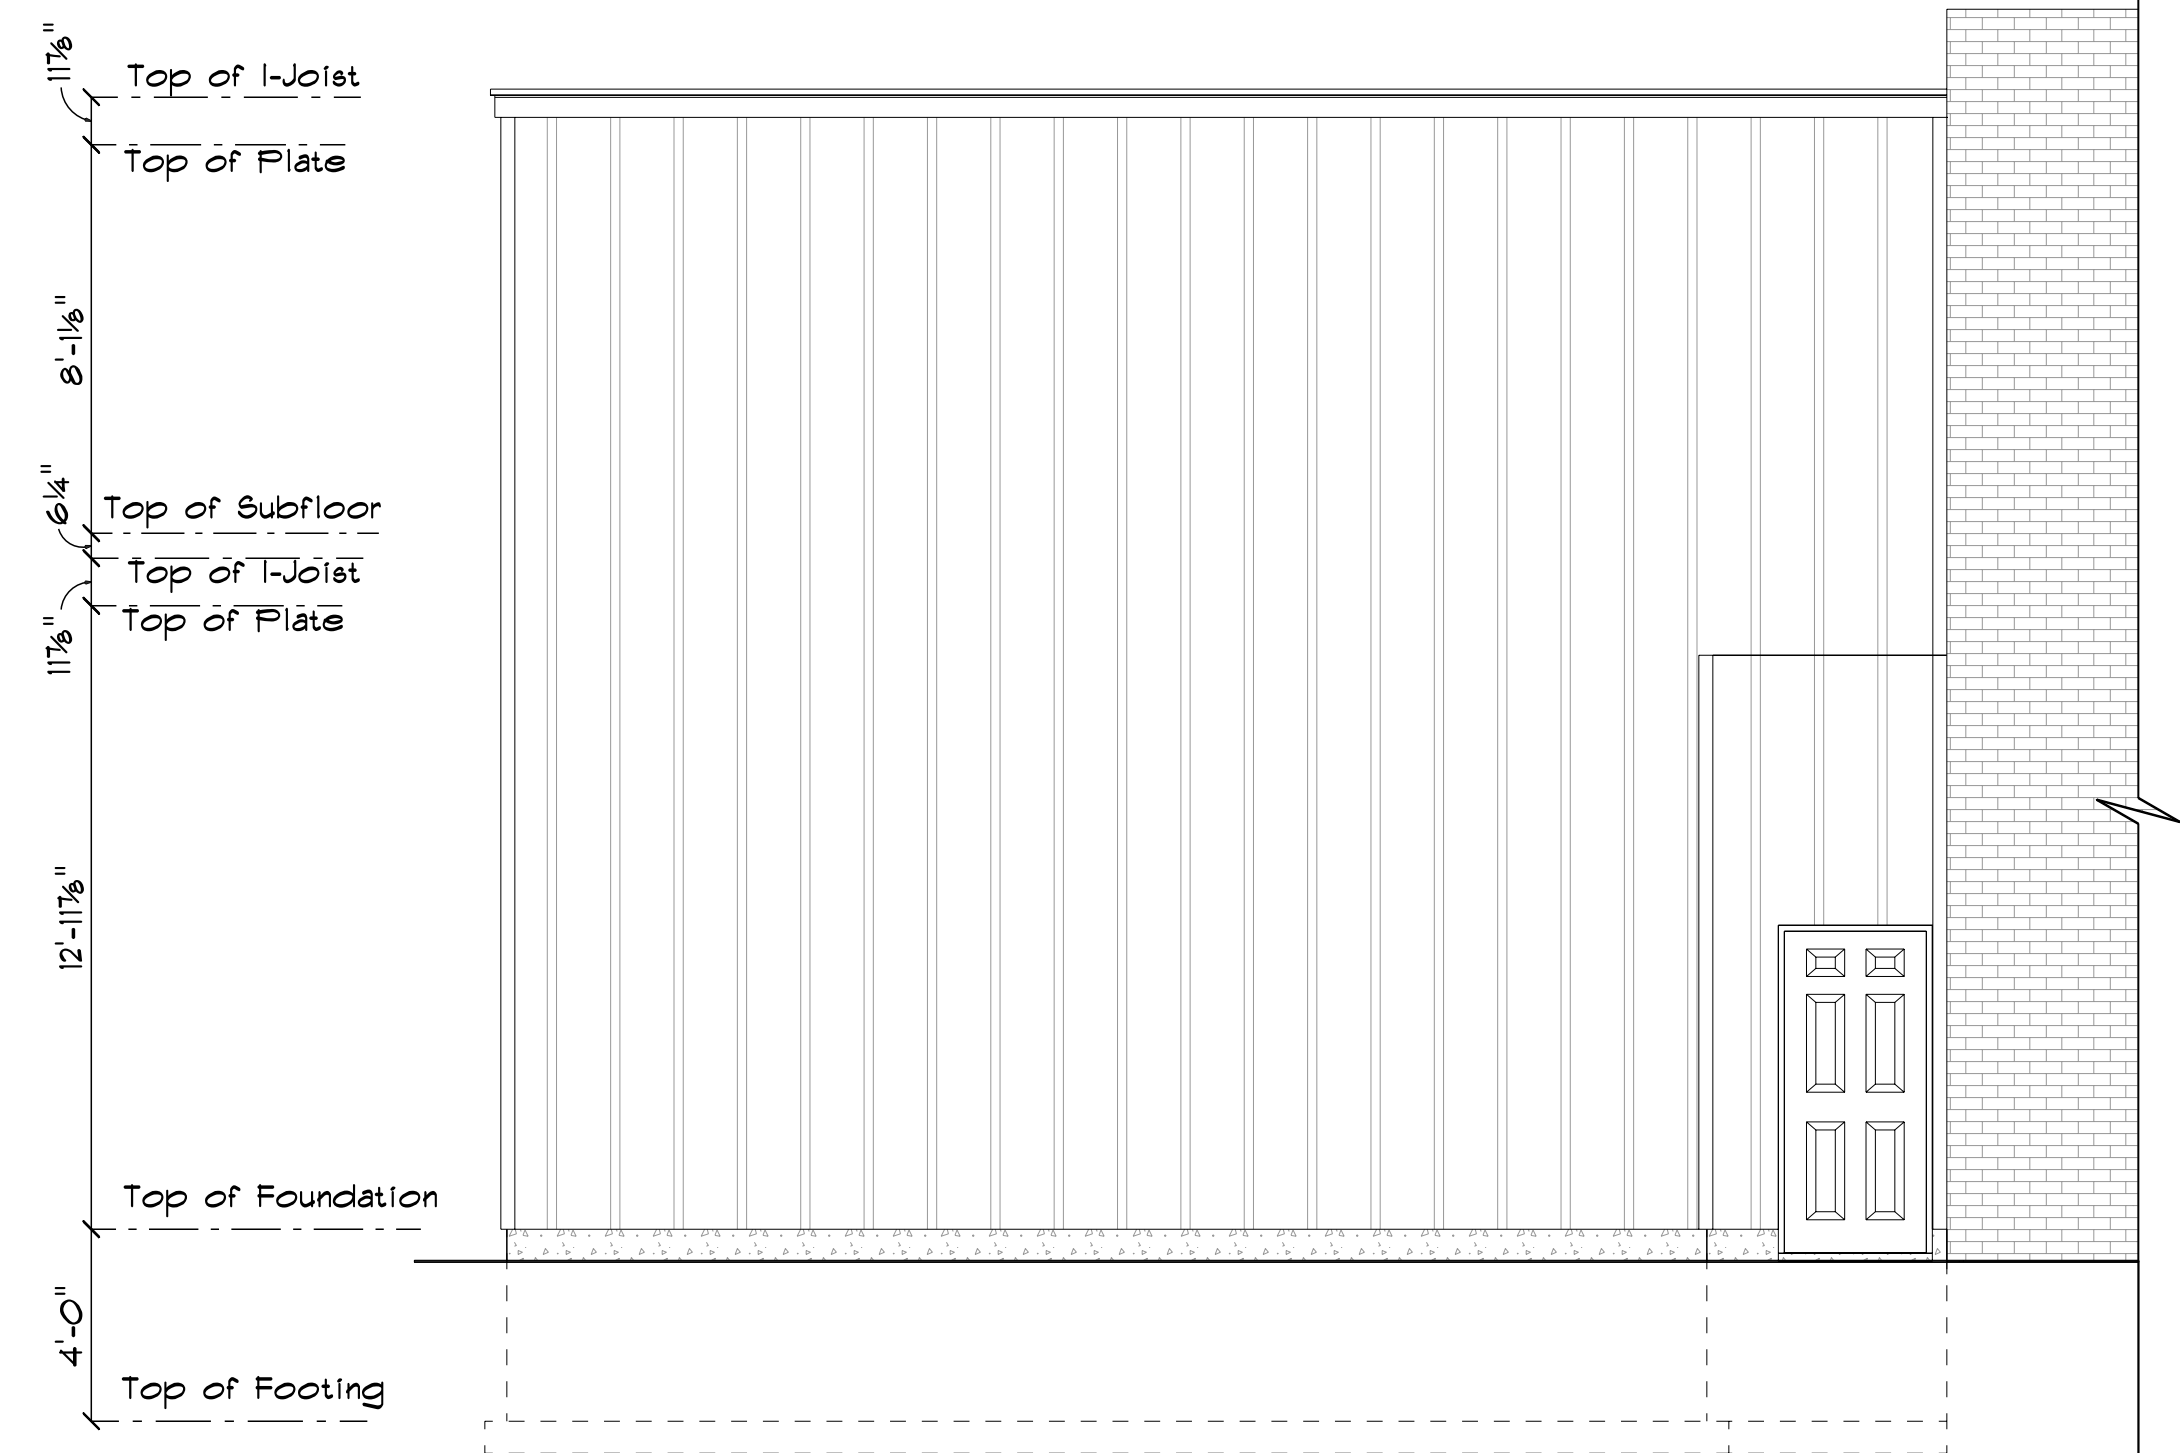 11⅞"
Top of I-Joist
Top of Plate
8'-1⅛"
6¼"
Top of Subfloor
Top of I-Joist
Top of Plate
11⅞"
12'-11⅞"
Top of Foundation
4'-0"
Top of Footing